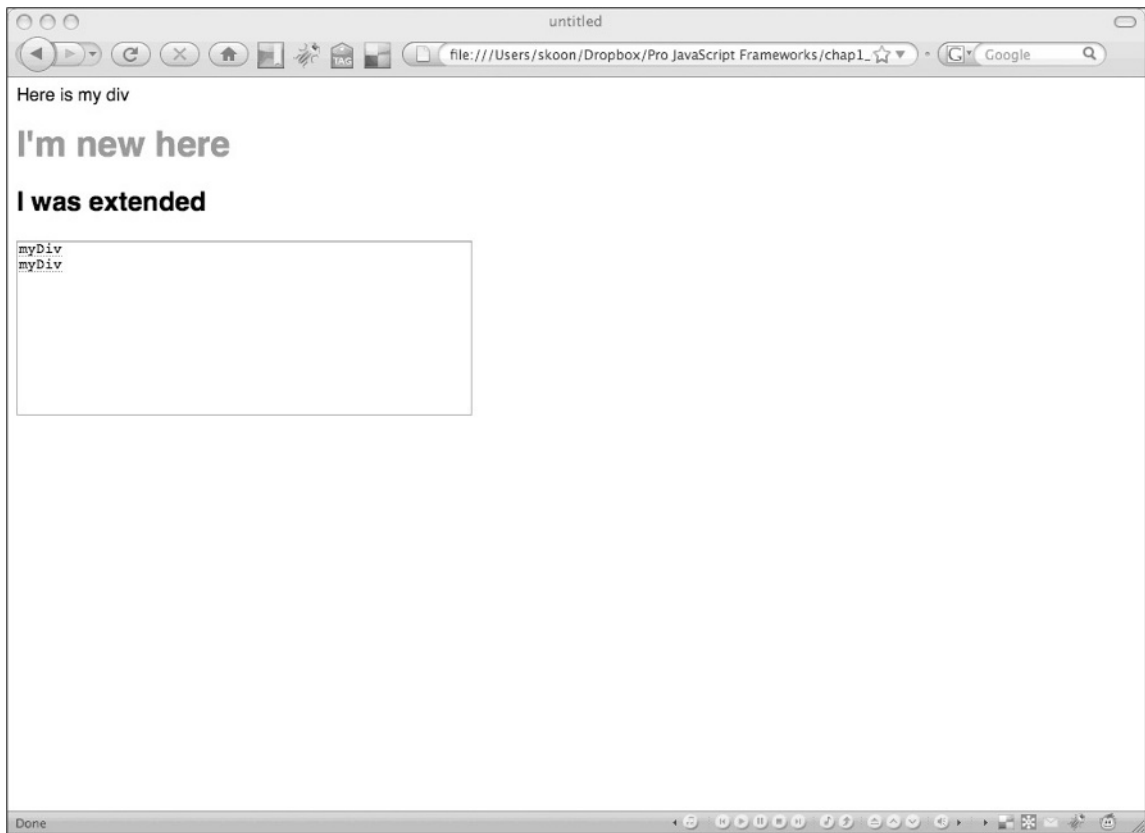 untitled
TAG
file:///Users/skoon/Dropbox/Pro JavaScript Frameworks/chap1_
G
Google
Here is my div
I'm new here
I was extended
myDiv
myDiv
Done